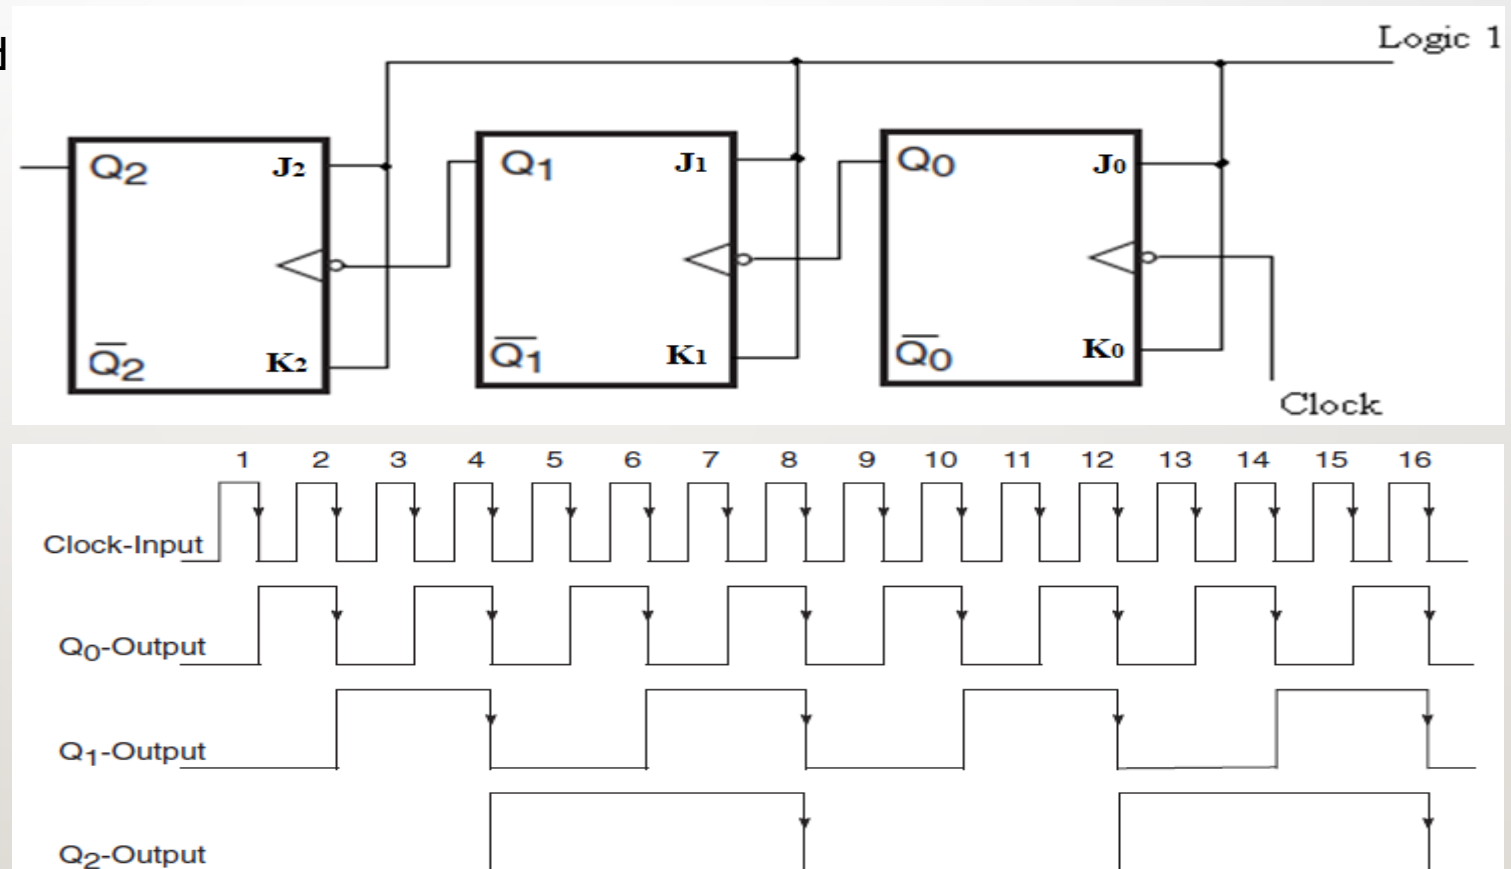 d
Logic 1
Q2 J2 Q1 J1 Q0 J0
Q̅2 K2 Q̅1 K1 Q̅0 K0
Clock
1 2 3 4 5 6 7 8 9 10 11 12 13 14 15 16
Clock-Input
Q0-Output
Q1-Output
Q2-Output